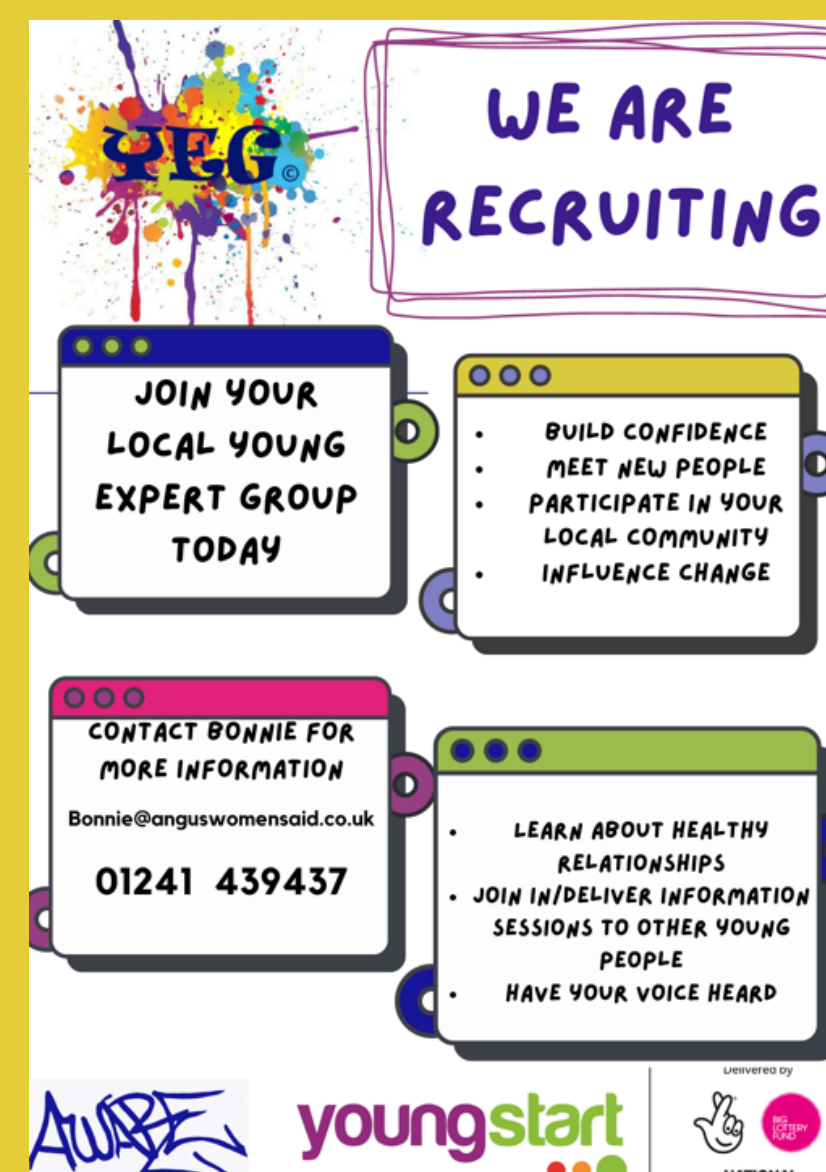 YEG©
WE ARE
RECRUITING
JOIN YOUR
LOCAL YOUNG
EXPERT GROUP
TODAY
• BUILD CONFIDENCE
• MEET NEW PEOPLE
• PARTICIPATE IN YOUR
LOCAL COMMUNITY
• INFLUENCE CHANGE
CONTACT BONNIE FOR
MORE INFORMATION
Bonnie@anguswomensaid.co.uk
01241 439437
• LEARN ABOUT HEALTHY
RELATIONSHIPS
• JOIN IN/DELIVER INFORMATION
SESSIONS TO OTHER YOUNG
PEOPLE
• HAVE YOUR VOICE HEARD
AWARE
youngstart
Delivered by
BIG
LOTTERY
FUND
NATIONAL